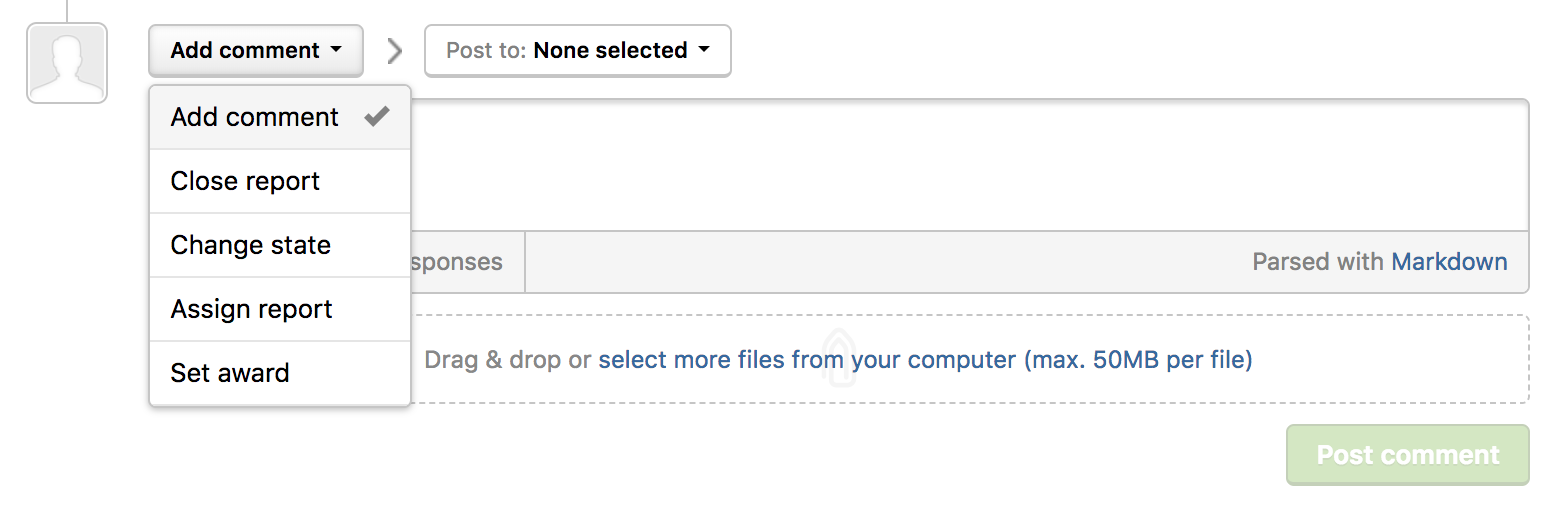 Add comment
Post to: None selected
Add comment
Close report
Change state
Assign report
Set award
sponses
Parsed with Markdown
Drag & drop or select more files from your computer (max. 50MB per file)
Post comment